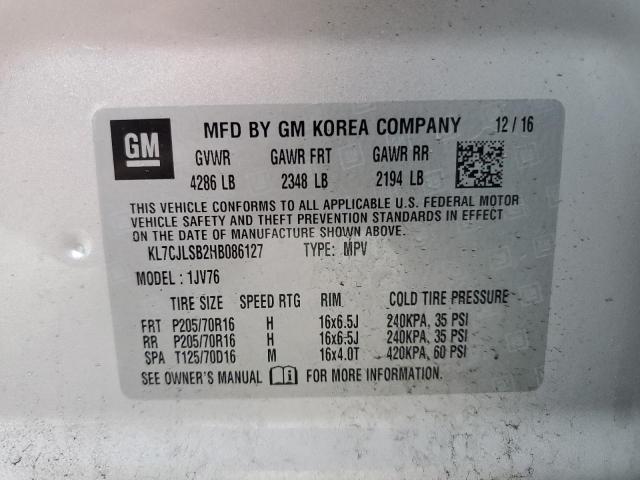 GM MFD BY GM KOREA COMPANY 12 / 16
GVWR GAWR FRT GAWR RR
4286 LB 2348 LB 2194 LB
THIS VEHICLE CONFORMS TO ALL APPLICABLE U.S. FEDERAL MOTOR
VEHICLE SAFETY AND THEFT PREVENTION STANDARDS IN EFFECT
ON THE DATE OF MANUFACTURE SHOWN ABOVE.
KL7CJLSB2HB086127 TYPE: MPV
MODEL : 1JV76
TIRE SIZE SPEED RTG RIM COLD TIRE PRESSURE
FRT P205/70R16 H 16x6.5J 240KPA, 35 PSI
RR P205/70R16 H 16x6.5J 240KPA, 35 PSI
SPA T125/70D16 M 16x4.0T 420KPA, 60 PSI
SEE OWNER'S MANUAL FOR MORE INFORMATION.